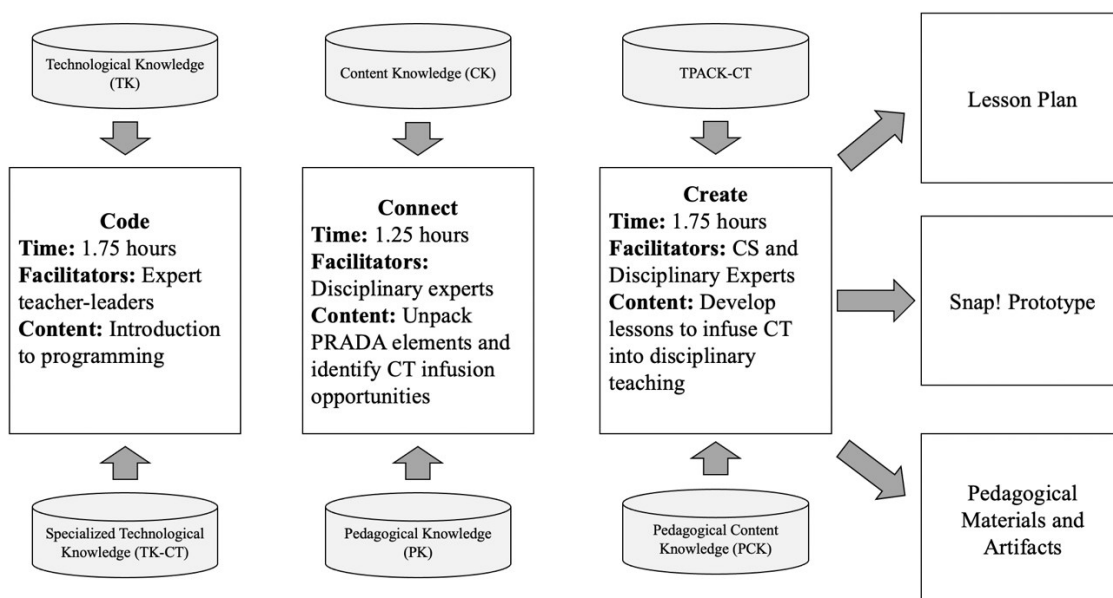 Technological Knowledge
(TK)
Content Knowledge (CK)
TPACK-CT
Code
Time: 1.75 hours
Facilitators: Expert
teacher-leaders
Content: Introduction
to programming
Connect
Time: 1.25 hours
Facilitators:
Disciplinary experts
Content: Unpack
PRADA elements and
identify CT infusion
opportunities
Create
Time: 1.75 hours
Facilitators: CS and
Disciplinary Experts
Content: Develop
lessons to infuse CT
into disciplinary
teaching
Lesson Plan
Snap! Prototype
Pedagogical
Materials and
Artifacts
Specialized Technological
Knowledge (TK-CT)
Pedagogical Knowledge
(PK)
Pedagogical Content
Knowledge (PCK)